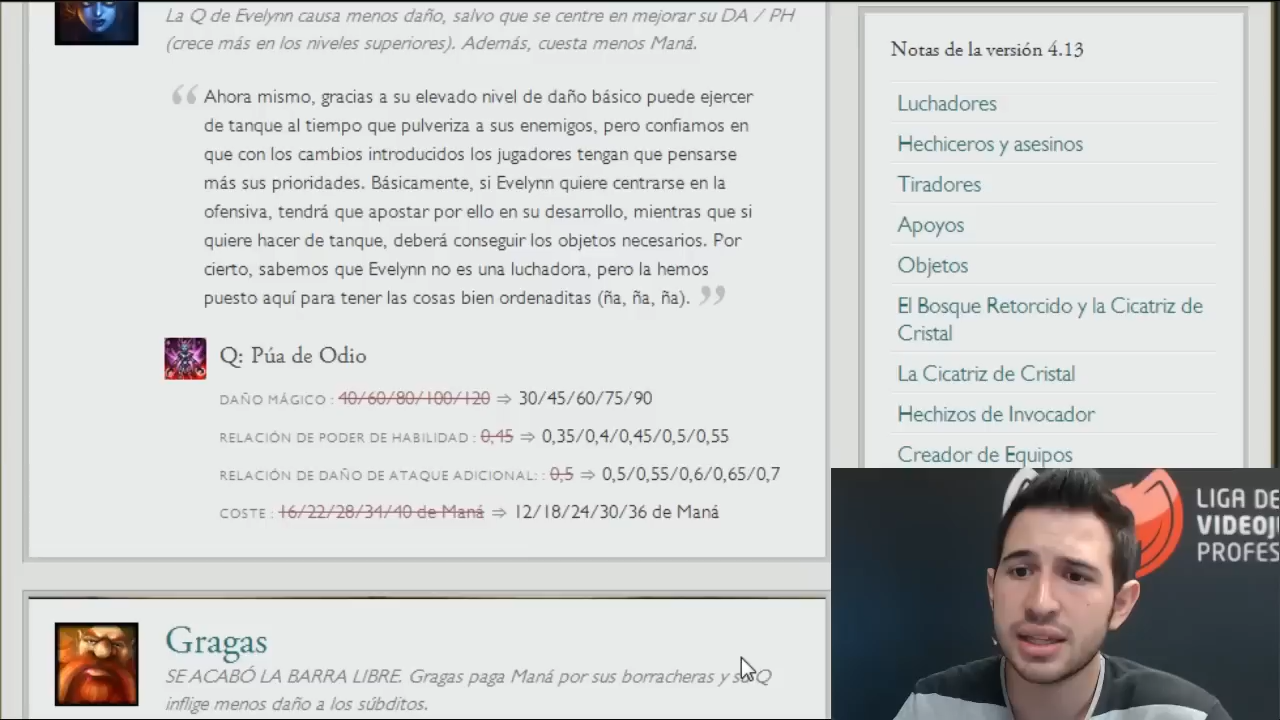 La Q de Evelynn causa menos daño, salvo que se centre en mejorar su DA / PH
(crece más en los niveles superiores). Además, cuesta menos Maná.
“ Ahora mismo, gracias a su elevado nivel de daño básico puede ejercer
de tanque al tiempo que pulveriza a sus enemigos, pero confiamos en
que con los cambios introducidos los jugadores tengan que pensarse
más sus prioridades. Básicamente, si Evelynn quiere centrarse en la
ofensiva, tendrá que apostar por ello en su desarrollo, mientras que si
quiere hacer de tanque, deberá conseguir los objetos necesarios. Por
cierto, sabemos que Evelynn no es una luchadora, pero la hemos
puesto aquí para tener las cosas bien ordenaditas (ña, ña, ña). ”
Q: Púa de Odio
DAÑO MÁGICO : 40/60/80/100/120 ⇒ 30/45/60/75/90
RELACIÓN DE PODER DE HABILIDAD : 0,45 ⇒ 0,35/0,4/0,45/0,5/0,55
RELACIÓN DE DAÑO DE ATAQUE ADICIONAL: : 0,5 ⇒ 0,5/0,55/0,6/0,65/0,7
COSTE : 16/22/28/34/40 de Maná ⇒ 12/18/24/30/36 de Maná
Gragas
SE ACABÓ LA BARRA LIBRE. Gragas paga Maná por sus borracheras y su Q
inflige menos daño a los súbditos.
Notas de la versión 4.13
Luchadores
Hechiceros y asesinos
Tiradores
Apoyos
Objetos
El Bosque Retorcido y la Cicatriz de
Cristal
La Cicatriz de Cristal
Hechizos de Invocador
Creador de Equipos
LIGA DE
VIDEOJ
PROFES